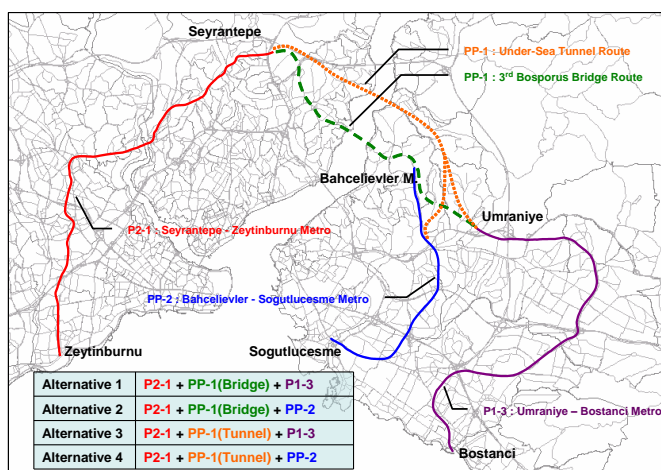 Seyrantepe
PP-1 : Under-Sea Tunnel Route
PP-1 : 3rd Bosporus Bridge Route
Bahcelievler M.
Umraniye
P2-1 : Seyrantepe - Zeytinburnu Metro
PP-2 : Bahcelievler - Sogutlucesme Metro
Zeytinburnu
Sogutlucesme
Alternative 1 P2-1 + PP-1(Bridge) + P1-3
Alternative 2 P2-1 + PP-1(Bridge) + PP-2
Alternative 3 P2-1 + PP-1(Tunnel) + P1-3
Alternative 4 P2-1 + PP-1(Tunnel) + PP-2
P1-3 : Umraniye – Bostanci Metro
Bostanci